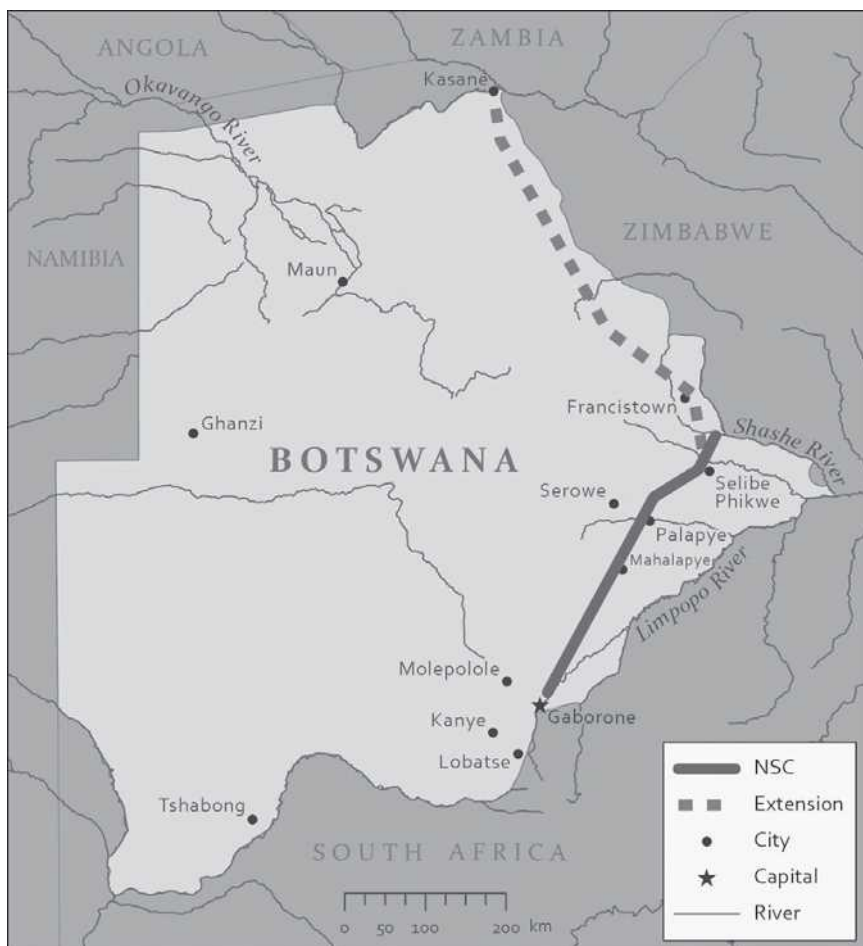 ANGOLA
ZAMBIA
Kasane
Okavango River
ZIMBABWE
NAMIBIA
Maun
Francistown
Shashe River
Ghanzi
BOTSWANA
Selibe
Phikwe
Serowe
Palapye
Mahalapye
Limpopo River
Molepolole
Gaborone
Kanye
Lobatse
Tshabong
SOUTH AFRICA
0 50 100 200 km
NSC
Extension
City
Capital
River